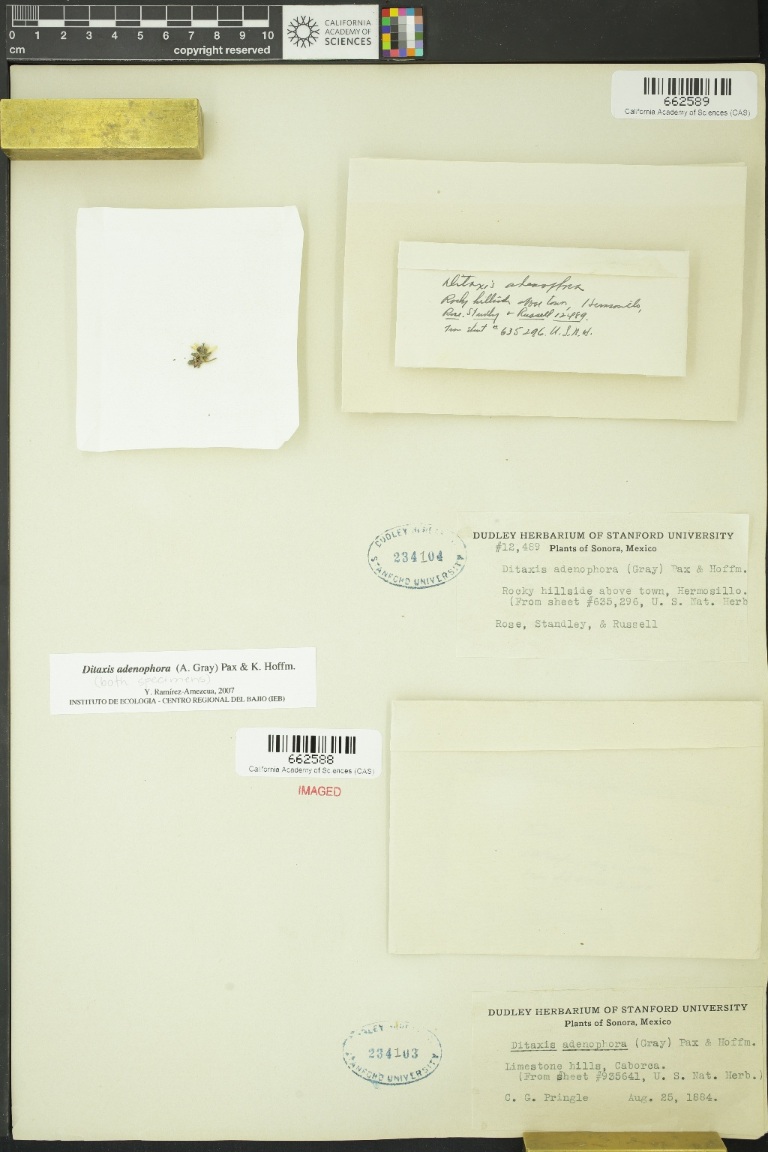 0 1 2 3 4 5 6 7 8 9 10
cm
copyright reserved
CALIFORNIA
ACADEMY OF
SCIENCES
662589
California Academy of Sciences (CAS)
Ditaxis
Rocky hillside above town, Hermosillo,
Rose, Standley & Russell 12489.
From sheet # 635296. U.S.N.H.
DUDLEY HERBARIUM OF STANFORD UNIVERSITY
#12,489 Plants of Sonora, Mexico
Ditaxis adenophora (Gray) Pax & Hoffm.
Rocky hillside above town, Hermosillo.
(From sheet #635,296, U. S. Nat. Herb
Rose, Standley, & Russell
DUDLEY
234104
STANFORD UNIVERSITY
Ditaxis adenophora (A. Gray) Pax & K. Hoffm.
(both specimens)
Y. Ramírez-Amezcua, 2007
INSTITUTO DE ECOLOGIA - CENTRO REGIONAL DEL BAJIO (IEB)
662588
California Academy of Sciences (CAS)
IMAGED
DUDLEY HERBARIUM OF STANFORD UNIVERSITY
Plants of Sonora, Mexico
Ditaxis adenophora (Gray) Pax & Hoffm.
Limestone hills, Caborca.
(From sheet #925641, U. S. Nat. Herb.)
C. G. Pringle Aug. 25, 1884.
234103
STANFORD UNIVERSITY